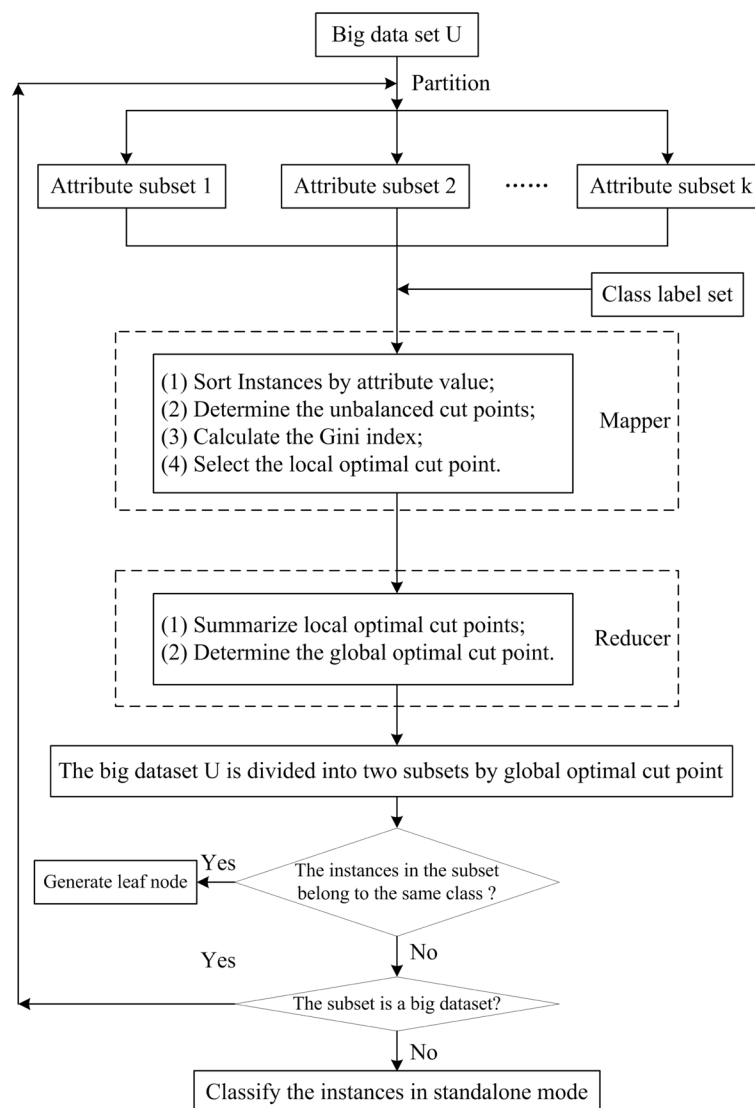 Big data set U
Partition
Attribute subset 1
Attribute subset 2
……
Attribute subset k
Class label set
(1) Sort Instances by attribute value;
(2) Determine the unbalanced cut points;
(3) Calculate the Gini index;
(4) Select the local optimal cut point.
Mapper
(1) Summarize local optimal cut points;
(2) Determine the global optimal cut point.
Reducer
The big dataset U is divided into two subsets by global optimal cut point
The instances in the subset
belong to the same class ?
Yes
Generate leaf node
No
Yes
The subset is a big dataset?
No
Classify the instances in standalone mode